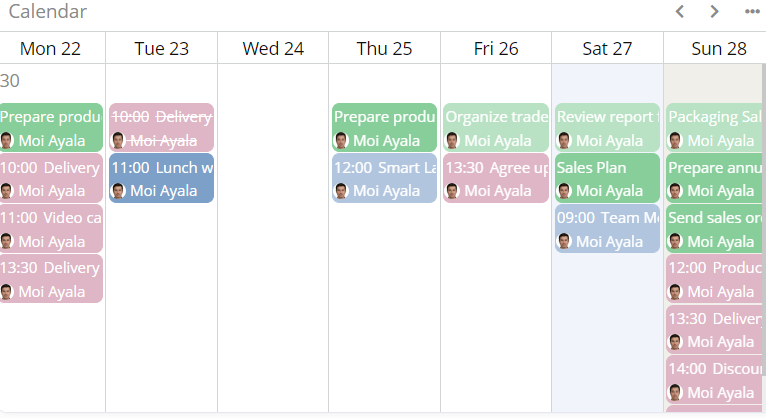 Calendar
Mon 22 Tue 23 Wed 24 Thu 25 Fri 26 Sat 27 Sun 28
30
Prepare produ
Moi Ayala
10:00 Delivery
Moi Ayala
11:00 Video ca
Moi Ayala
13:30 Delivery
Moi Ayala
10:00 Delivery
Moi Ayala
11:00 Lunch w
Moi Ayala
Prepare produ
Moi Ayala
12:00 Smart La
Moi Ayala
Organize trade
Moi Ayala
13:30 Agree up
Moi Ayala
Review report
Moi Ayala
Sales Plan
Moi Ayala
09:00 Team Me
Moi Ayala
Packaging Sal
Moi Ayala
Prepare annu
Moi Ayala
Send sales or
Moi Ayala
12:00 Produc
Moi Ayala
13:30 Deliver
Moi Ayala
14:00 Discou
Moi Ayala